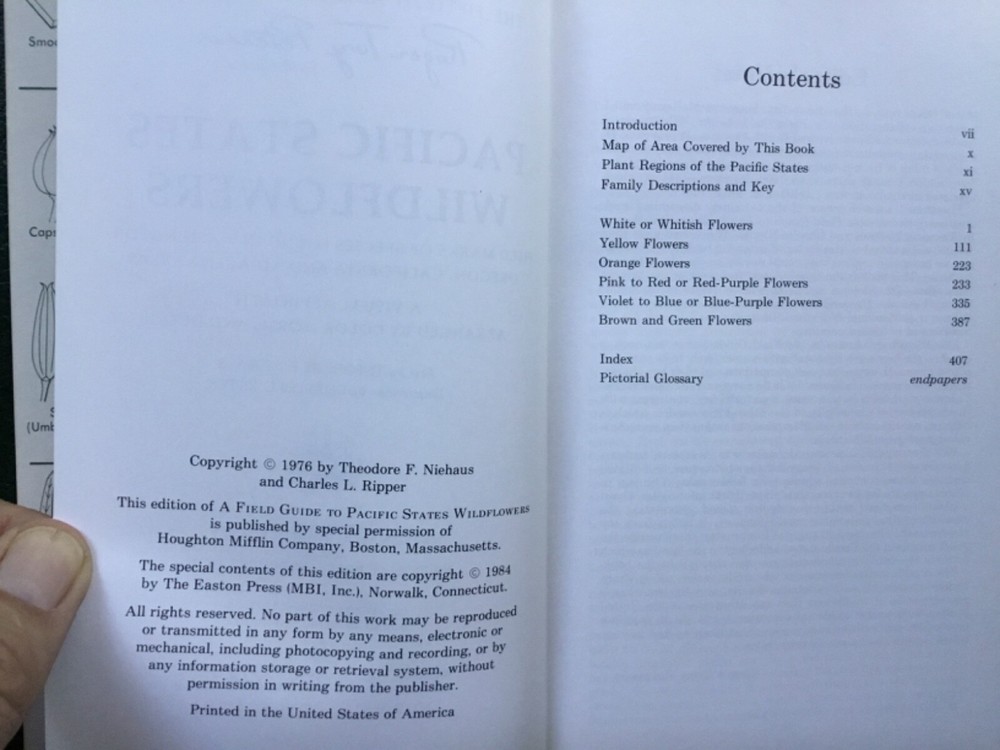 Smoo
Caps
(Umb
PACIFIC STATES
WILDFLOWERS
Copyright © 1976 by Theodore F. Niehaus
and Charles L. Ripper
This edition of A FIELD GUIDE TO PACIFIC STATES WILDFLOWERS
is published by special permission of
Houghton Mifflin Company, Boston, Massachusetts.
The special contents of this edition are copyright © 1984
by The Easton Press (MBI, Inc.), Norwalk, Connecticut.
All rights reserved. No part of this work may be reproduced
or transmitted in any form by any means, electronic or
mechanical, including photocopying and recording, or by
any information storage or retrieval system, without
permission in writing from the publisher.
Printed in the United States of America
Contents
Introduction vii
Map of Area Covered by This Book x
Plant Regions of the Pacific States xi
Family Descriptions and Key xv
White or Whitish Flowers 1
Yellow Flowers 111
Orange Flowers 223
Pink to Red or Red-Purple Flowers 233
Violet to Blue or Blue-Purple Flowers 335
Brown and Green Flowers 387
Index 407
Pictorial Glossary endpapers